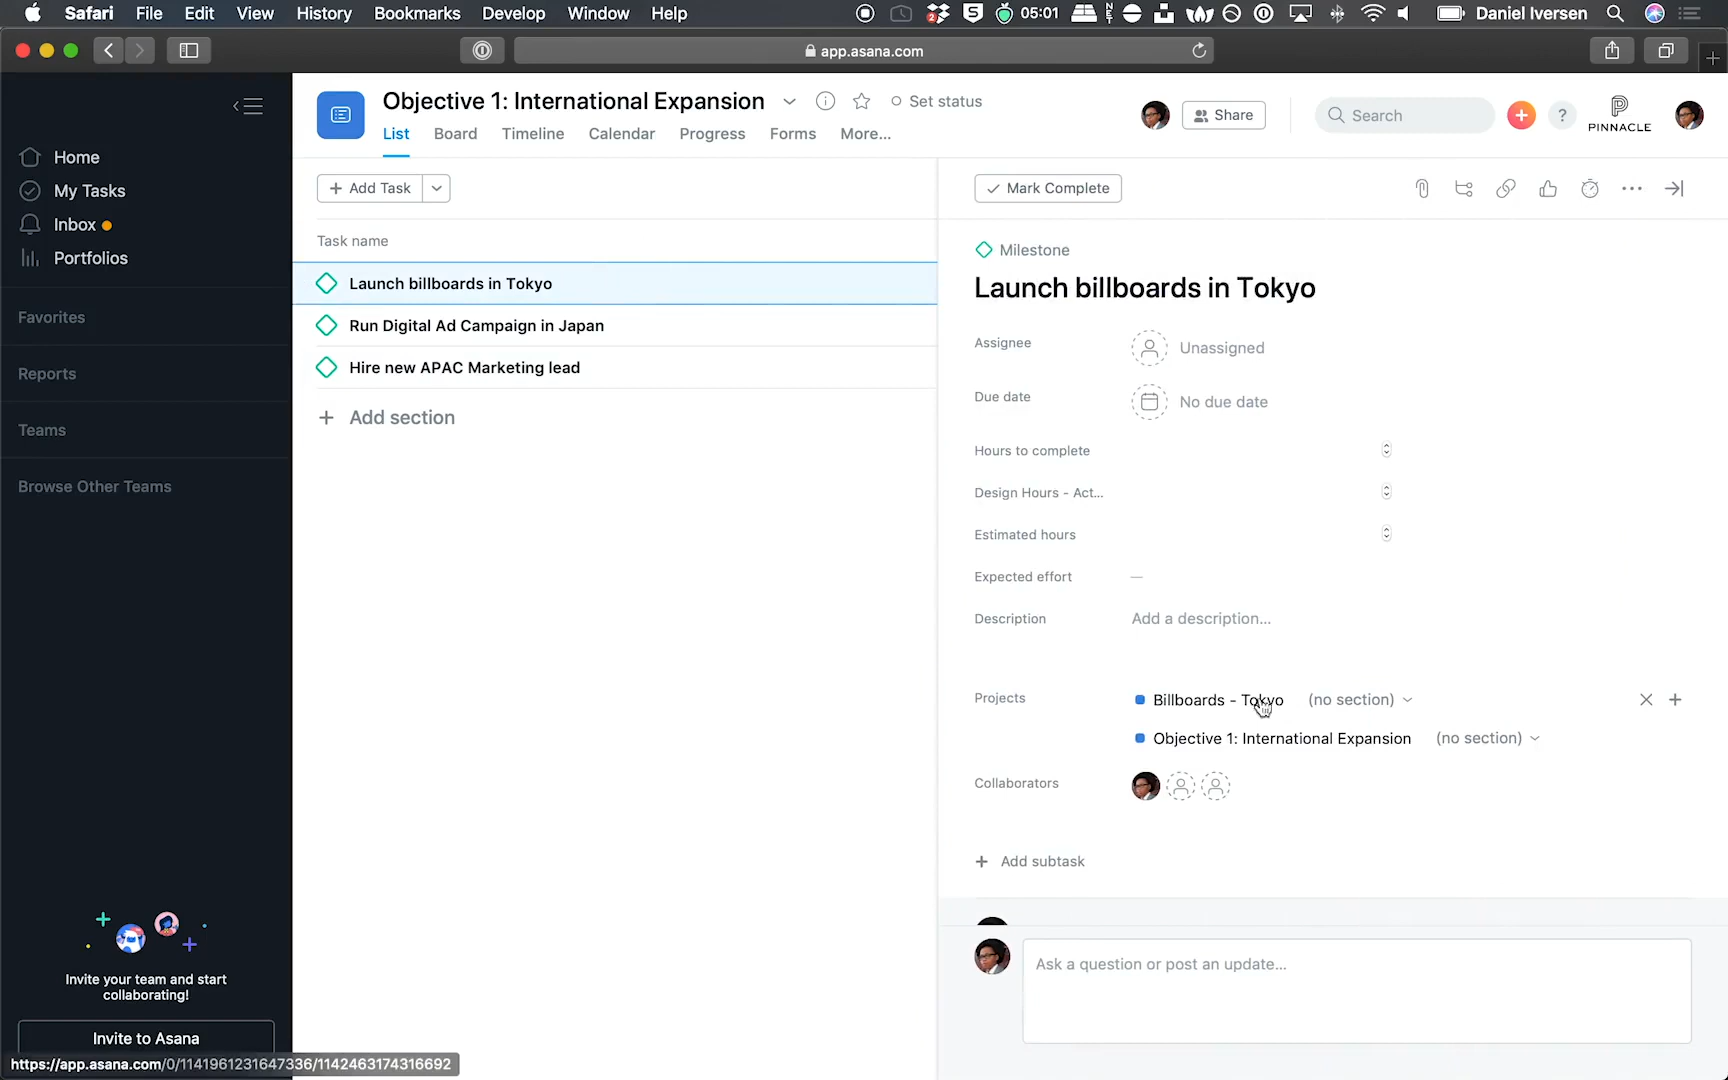 Safari File Edit View History Bookmarks Develop Window Help 2 S 05:01 Daniel Iversen
app.asana.com
Home
My Tasks
Inbox
Portfolios
Favorites
Reports
Teams
Browse Other Teams
Invite your team and start
collaborating!
Invite to Asana
https://app.asana.com/0/1141961231647336/1142463174316692
Objective 1: International Expansion Set status
List Board Timeline Calendar Progress Forms More...
Share
Search
+ ?
PINNACLE
+ Add Task
Task name
Launch billboards in Tokyo
Run Digital Ad Campaign in Japan
Hire new APAC Marketing lead
+ Add section
Mark Complete
Milestone
Launch billboards in Tokyo
Assignee Unassigned
Due date No due date
Hours to complete
Design Hours - Act...
Estimated hours
Expected effort —
Description Add a description...
Projects Billboards - Tokyo (no section)
Objective 1: International Expansion (no section)
Collaborators
+ Add subtask
Ask a question or post an update...